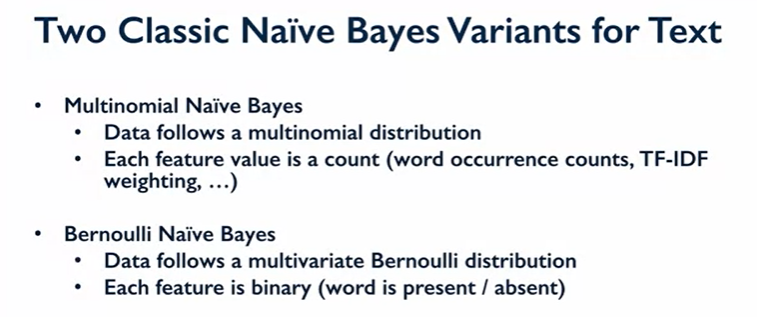 Two Classic Naïve Bayes Variants for Text
• Multinomial Naïve Bayes
• Data follows a multinomial distribution
• Each feature value is a count (word occurrence counts, TF-IDF
weighting, …)
• Bernoulli Naïve Bayes
• Data follows a multivariate Bernoulli distribution
• Each feature is binary (word is present / absent)